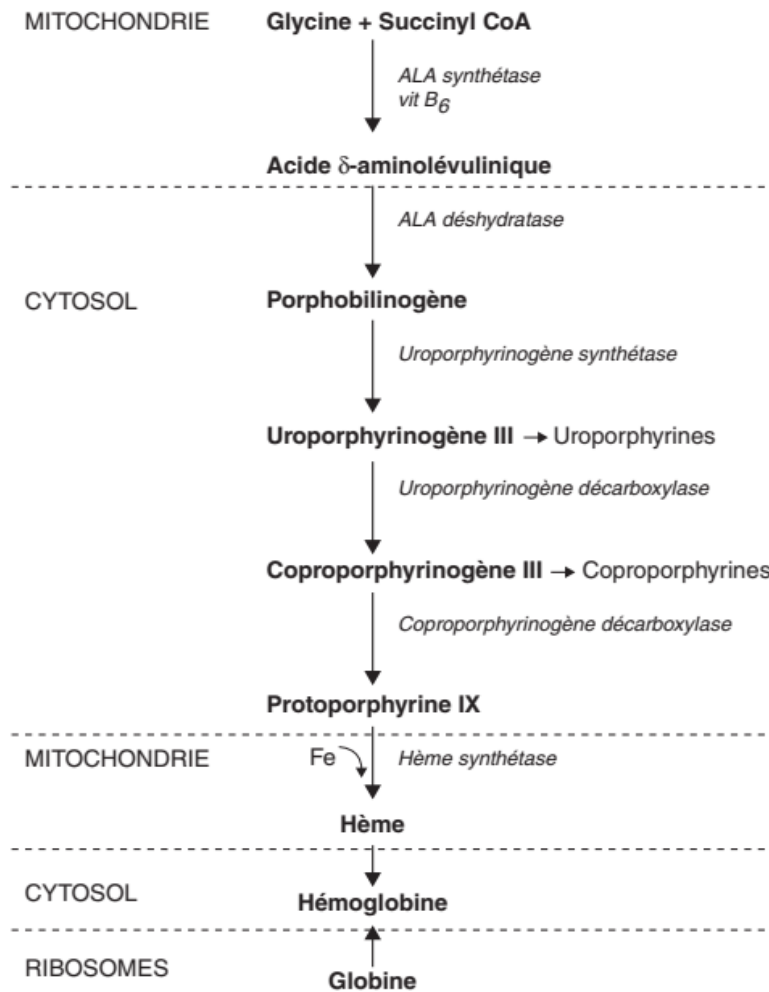 MITOCHONDRIE Glycine + Succinyl CoA
ALA synthétase
vit B6
Acide δ-aminolévulinique
ALA déshydratase
CYTOSOL Porphobilinogène
Uroporphyrinogène synthétase
Uroporphyrinogène III → Uroporphyrines
Uroporphyrinogène décarboxylase
Coproporphyrinogène III → Coproporphyrines
Coproporphyrinogène décarboxylase
Protoporphyrine IX
MITOCHONDRIE Fe Hème synthétase
Hème
CYTOSOL Hémoglobine
RIBOSOMES Globine